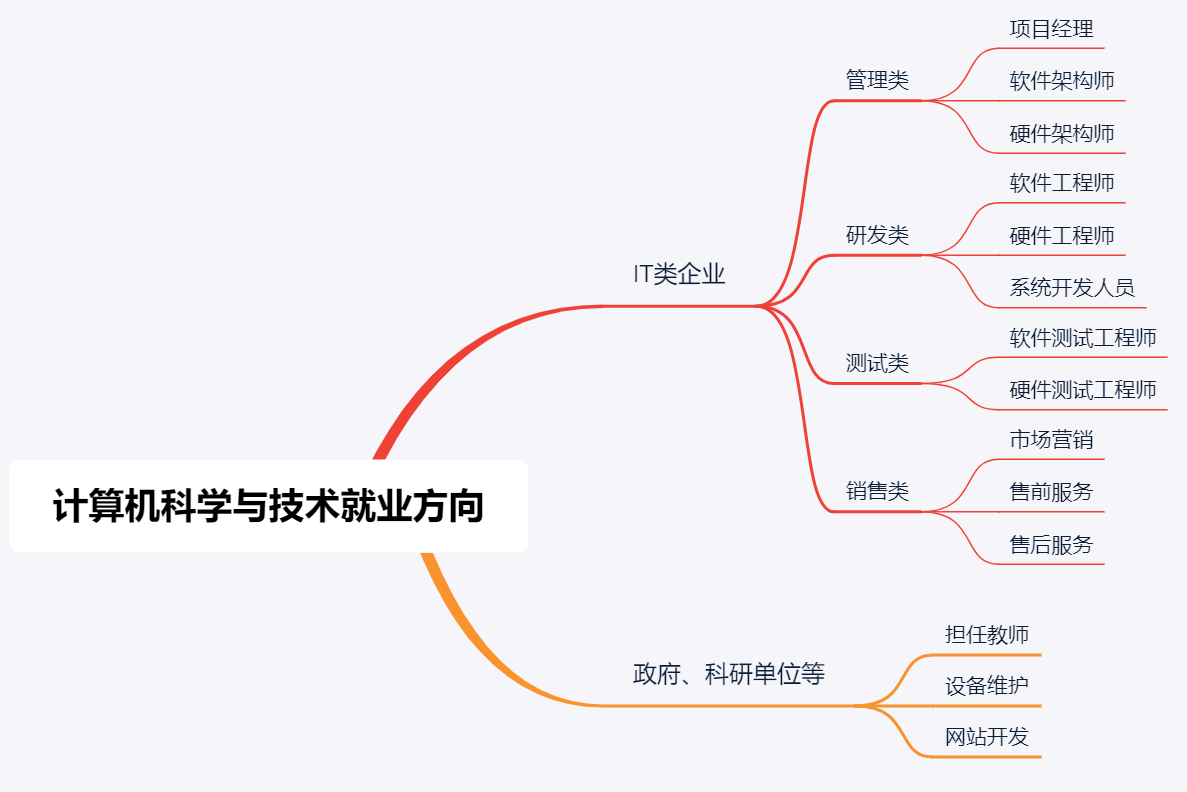 计算机科学与技术就业方向
IT类企业
管理类
项目经理
软件架构师
硬件架构师
研发类
软件工程师
硬件工程师
系统开发人员
测试类
软件测试工程师
硬件测试工程师
销售类
市场营销
售前服务
售后服务
政府、科研单位等
担任教师
设备维护
网站开发